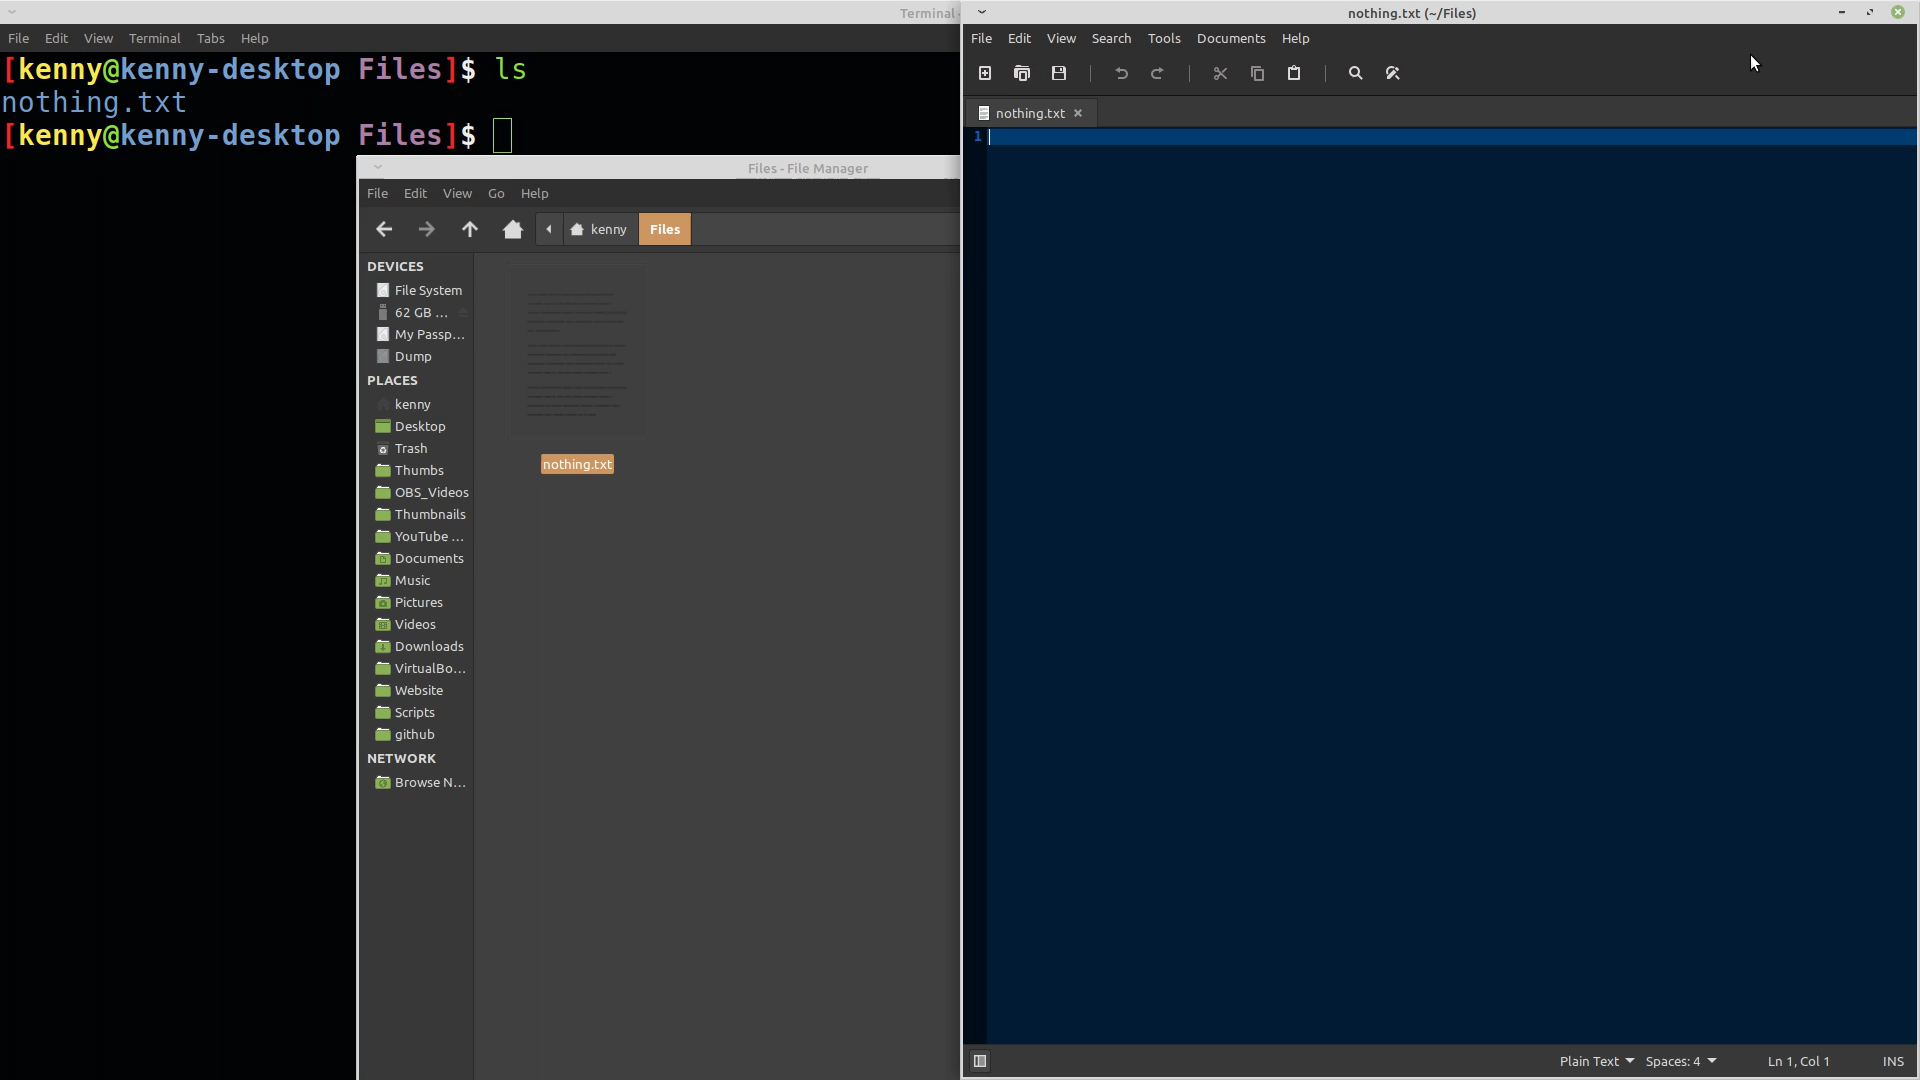 Terminal -
File Edit View Terminal Tabs Help
[kenny@kenny-desktop Files]$ ls
nothing.txt
[kenny@kenny-desktop Files]$
Files - File Manager
File Edit View Go Help
kenny Files
DEVICES
File System
62 GB ...
My Passp...
Dump
PLACES
kenny
Desktop
Trash
Thumbs
OBS_Videos
Thumbnails
YouTube ...
Documents
Music
Pictures
Videos
Downloads
VirtualBo...
Website
Scripts
github
NETWORK
Browse N...
nothing.txt
nothing.txt (~/Files)
File Edit View Search Tools Documents Help
nothing.txt
1
Plain Text Spaces: 4 Ln 1, Col 1 INS